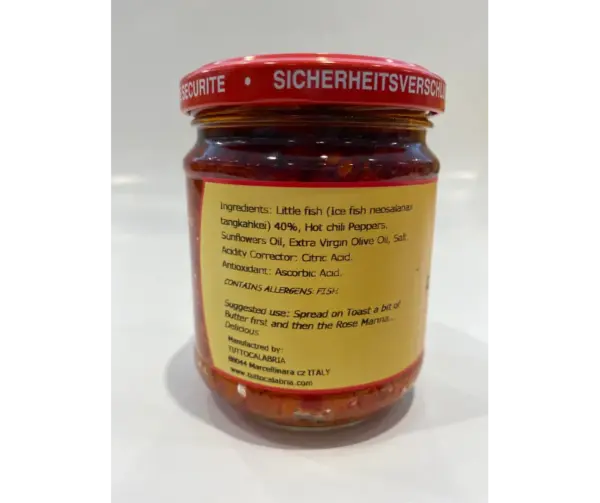 SECURITE • SICHERHEITSVERSCHLU
Ingredients: Little fish (ice fish neosalanax
tangkahkei) 40%, Hot chili Peppers,
Sunflowers Oil, Extra Virgin Olive Oil, Salt
Acidity Corrector: Citric Acid.
Antioxidant: Ascorbic Acid.
CONTAINS ALLERGENS: FISH.
Suggested use: Spread on Toast a bit of
Butter first and then the Rose Marina...
Delicious
Manufactred by:
TUTTOCALABRIA
88044 Marcellinara cz ITALY
www.tuttocalabria.com